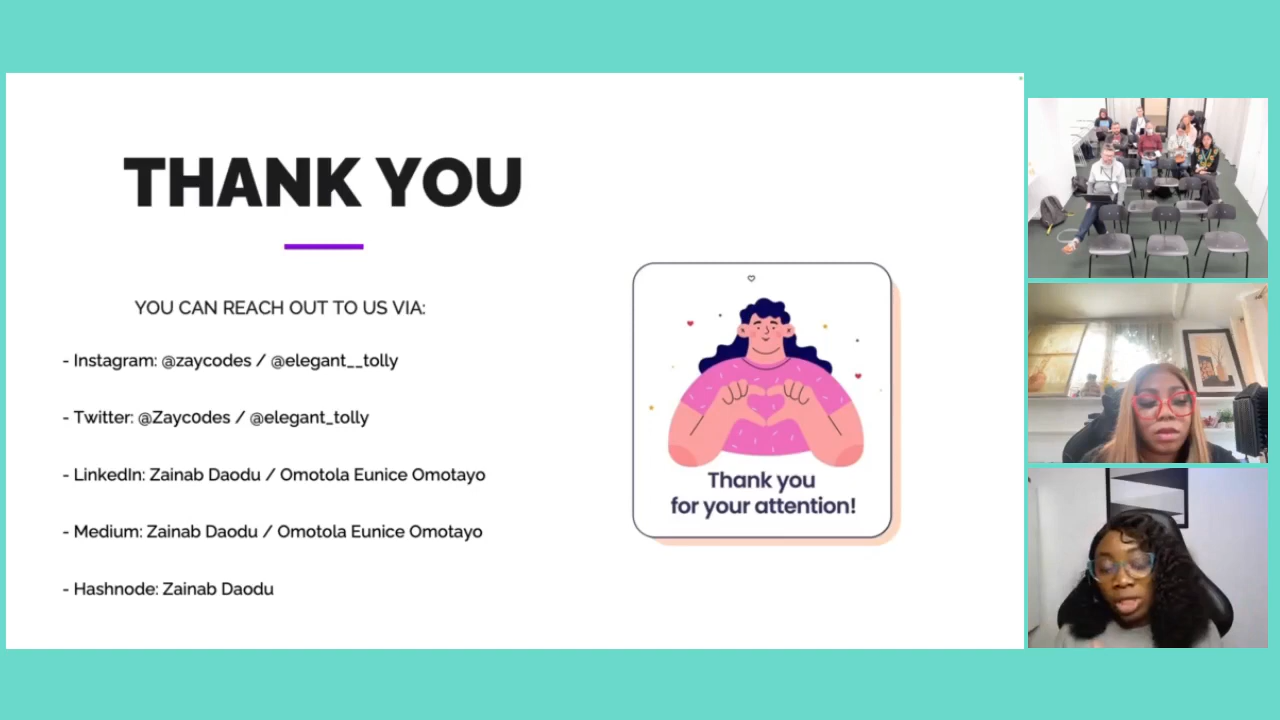 THANK YOU
YOU CAN REACH OUT TO US VIA:
- Instagram: @zaycodes / @elegant__tolly
- Twitter: @Zayc0des / @elegant_tolly
- LinkedIn: Zainab Daodu / Omotola Eunice Omotayo
- Medium: Zainab Daodu / Omotola Eunice Omotayo
- Hashnode: Zainab Daodu
Thank you
for your attention!